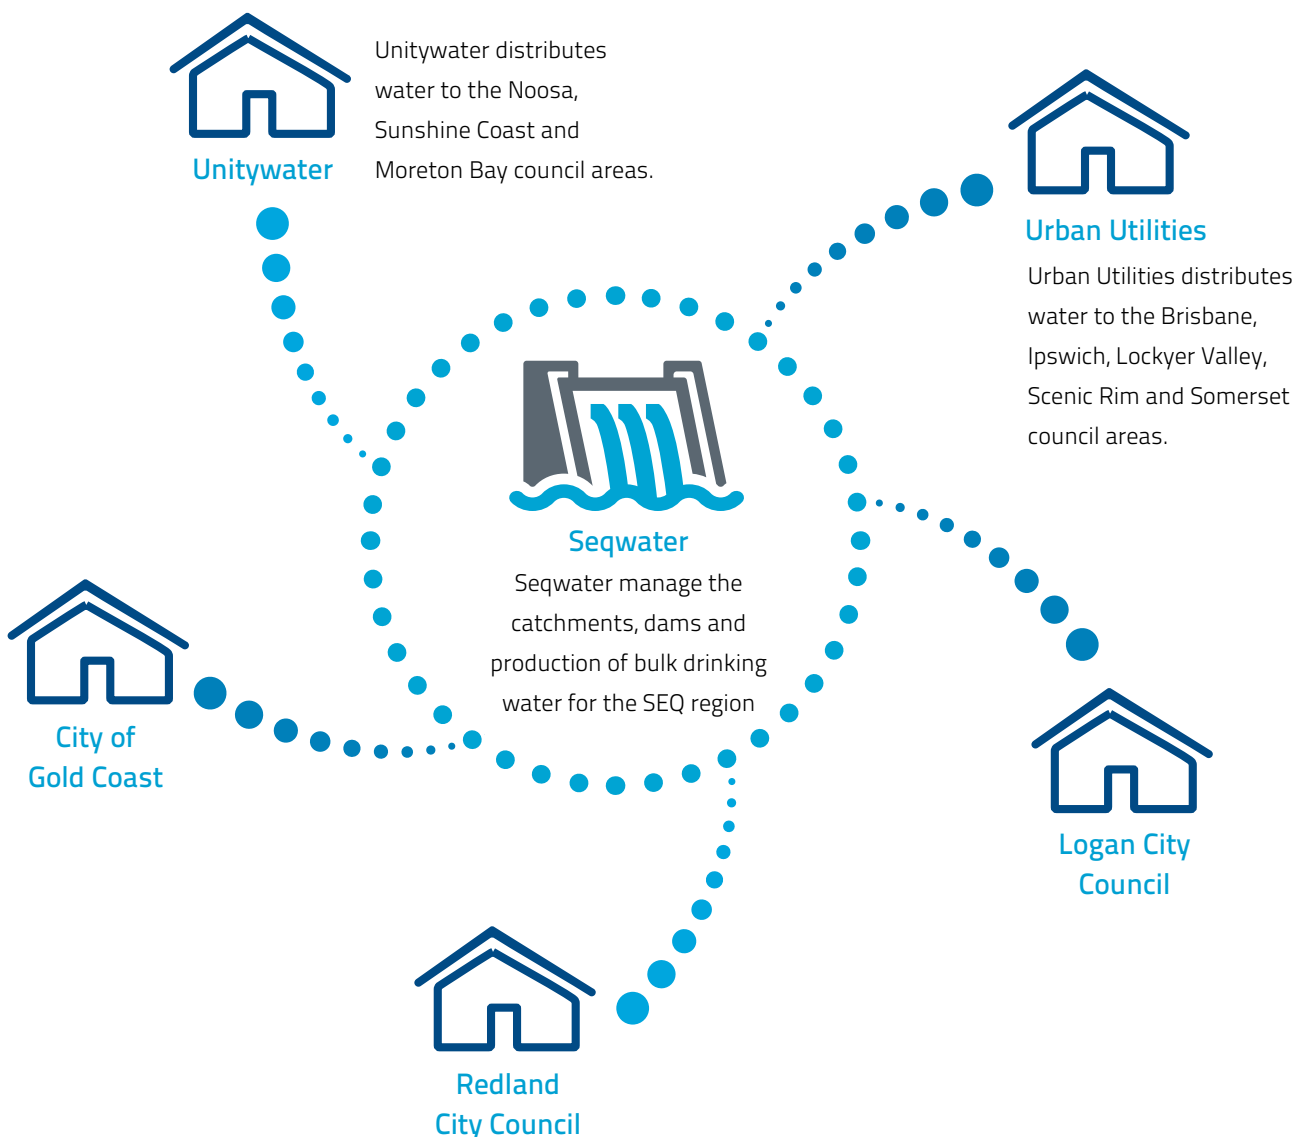 Unitywater
Unitywater distributes
water to the Noosa,
Sunshine Coast and
Moreton Bay council areas.
Urban Utilities
Urban Utilities distributes
water to the Brisbane,
Ipswich, Lockyer Valley,
Scenic Rim and Somerset
council areas.
Seqwater
Seqwater manage the
catchments, dams and
production of bulk drinking
water for the SEQ region
City of
Gold Coast
Logan City
Council
Redland
City Council